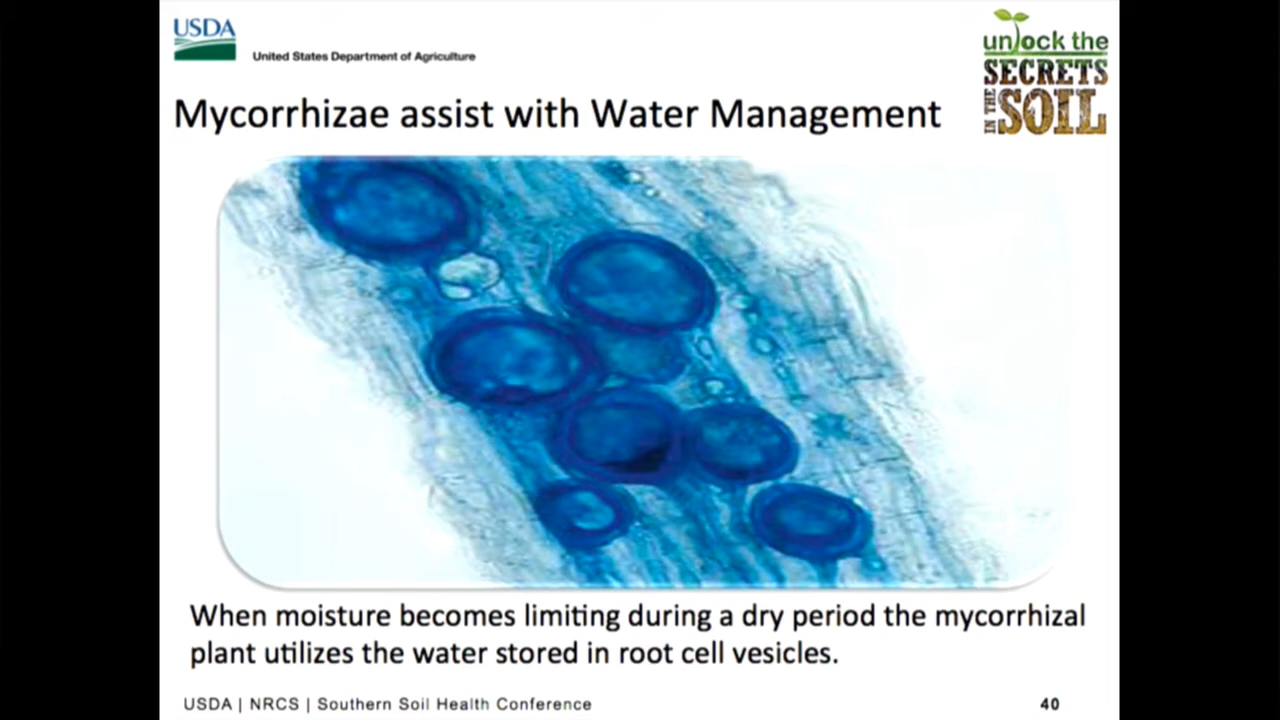 USDA
United States Department of Agriculture
unlock the
SECRETS
IN THE
SOIL
Mycorrhizae assist with Water Management
When moisture becomes limiting during a dry period the mycorrhizal
plant utilizes the water stored in root cell vesicles.
USDA | NRCS | Southern Soil Health Conference
40